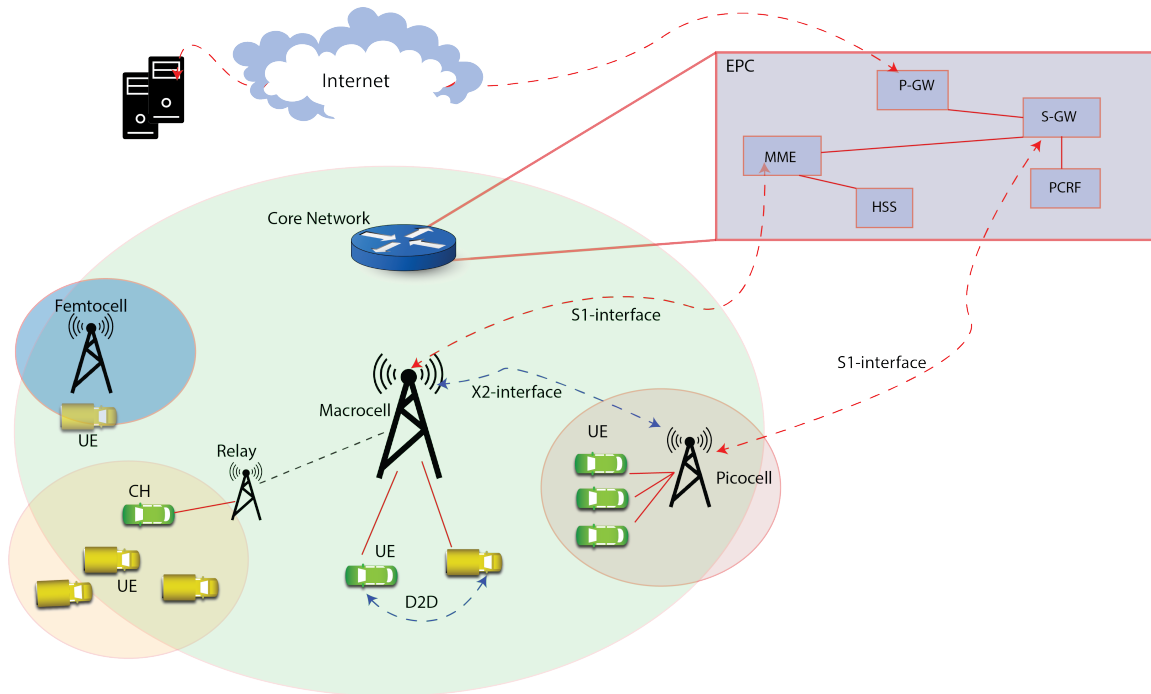 Internet
EPC
P-GW
S-GW
MME
PCRF
HSS
Core Network
Femtocell
S1-interface
S1-interface
X2-interface
Macrocell
UE
UE
Relay
Picocell
CH
UE
UE
D2D